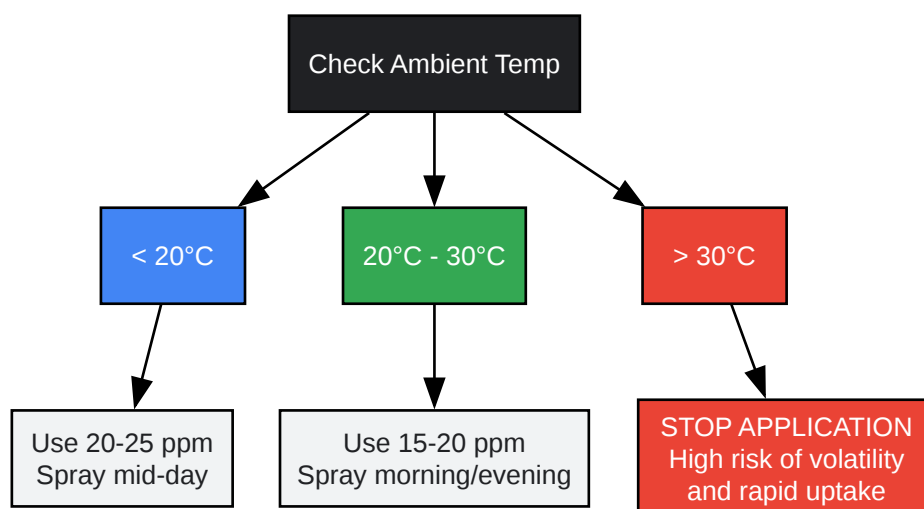 Check Ambient Temp
< 20°C
20°C - 30°C
> 30°C
Use 20-25 ppm
Spray mid-day
Use 15-20 ppm
Spray morning/evening
STOP APPLICATION
High risk of volatility
and rapid uptake